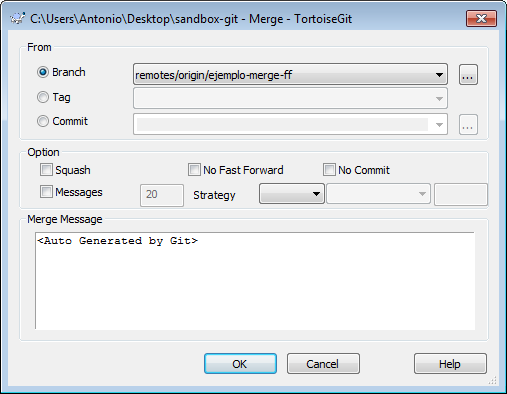 C:\Users\Antonio\Desktop\sandbox-git - Merge - TortoiseGit
From
Branch remotes/origin/ejemplo-merge-ff ...
Tag
Commit ...
Option
Squash No Fast Forward No Commit
Messages 20 Strategy
Merge Message
<Auto Generated by Git>
OK Cancel Help